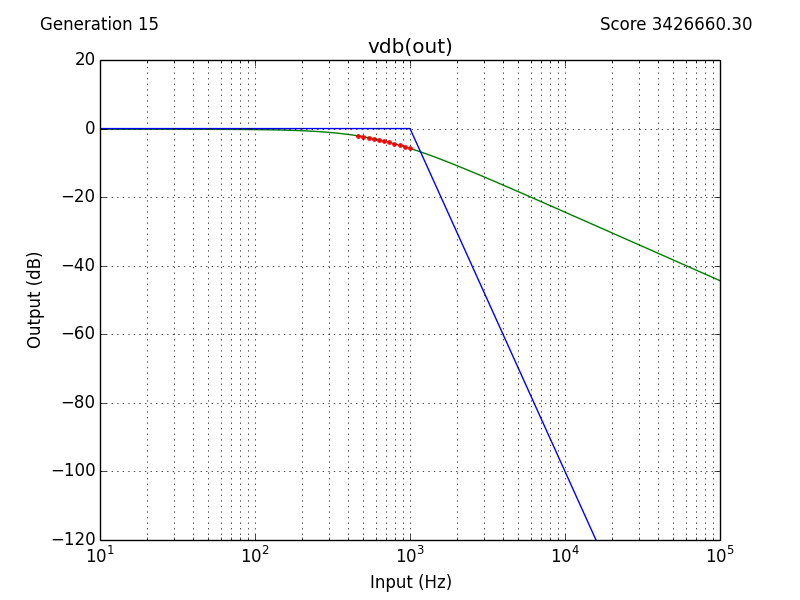 Generation 15
Score 3426660.30
vdb(out)
20
0
−20
−40
−60
−80
−100
−120
Output (dB)
10¹
10²
10³
10⁴
10⁵
Input (Hz)